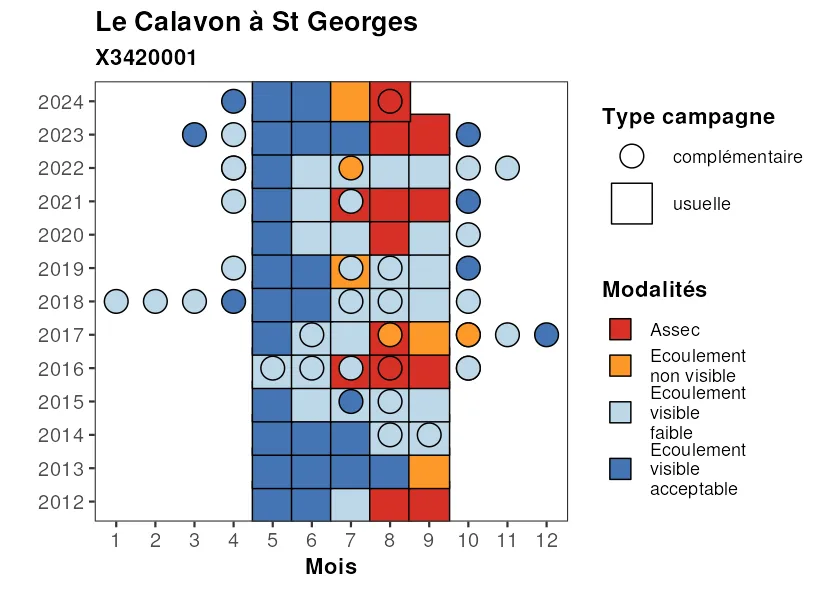 Le Calavon à St Georges
X3420001
2024
2023
2022
2021
2020
2019
2018
2017
2016
2015
2014
2013
2012
1 2 3 4 5 6 7 8 9 10 11 12
Mois
Type campagne
complémentaire
usuelle
Modalités
Assec
Ecoulement
non visible
Ecoulement
visible
faible
Ecoulement
visible
acceptable